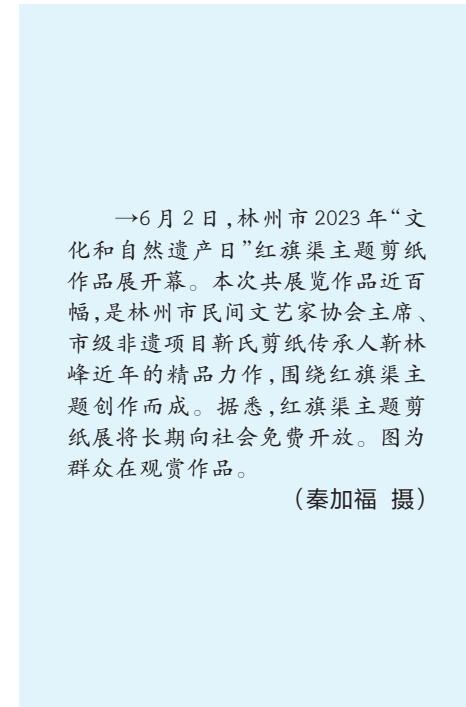 →6月2日，林州市2023年“文
化和自然遗产日”红旗渠主题剪纸
作品展开幕。本次共展览作品近百
幅，是林州市民间文艺家协会主席、
市级非遗项目靳氏剪纸传承人靳林
峰近年的精品力作，围绕红旗渠主
题创作而成。据悉，红旗渠主题剪
纸展将长期向社会免费开放。图为
群众在观赏作品。
（秦加福 摄）